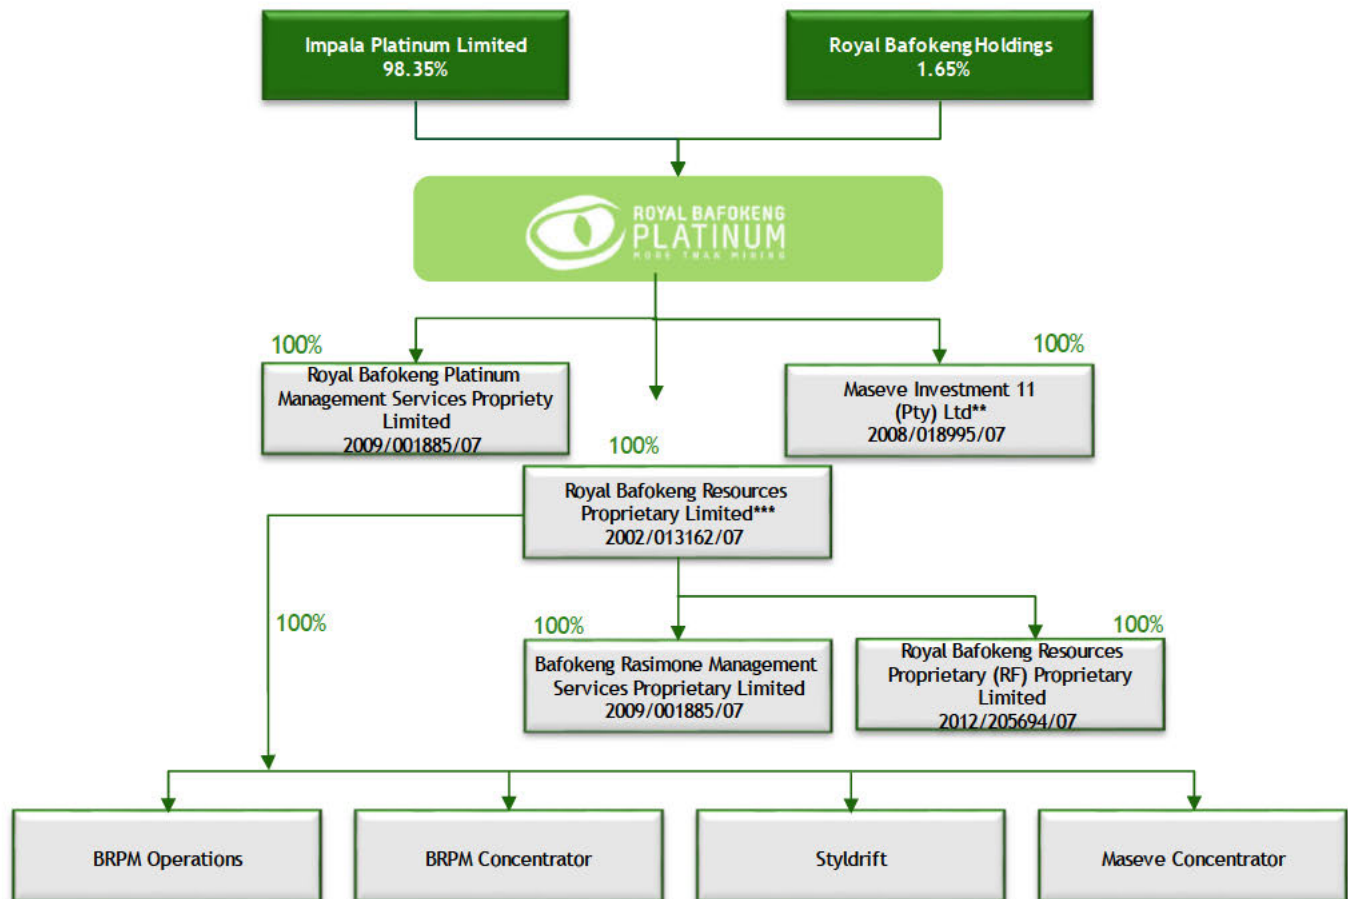 Impala Platinum Limited
98.35%
Royal Bafokeng Holdings
1.65%
ROYAL BAFOKENG
PLATINUM
MORE THAN MINING
100%
Royal Bafokeng Platinum
Management Services Propriety
Limited
2009/001885/07
100%
Maseve Investment 11
(Pty) Ltd**
2008/018995/07
100%
Royal Bafokeng Resources
Proprietary Limited***
2002/013162/07
100%
100%
Bafokeng Rasimone Management
Services Proprietary Limited
2009/001885/07
100%
Royal Bafokeng Resources
Proprietary (RF) Proprietary
Limited
2012/205694/07
BRPM Operations
BRPM Concentrator
Styldrift
Maseve Concentrator